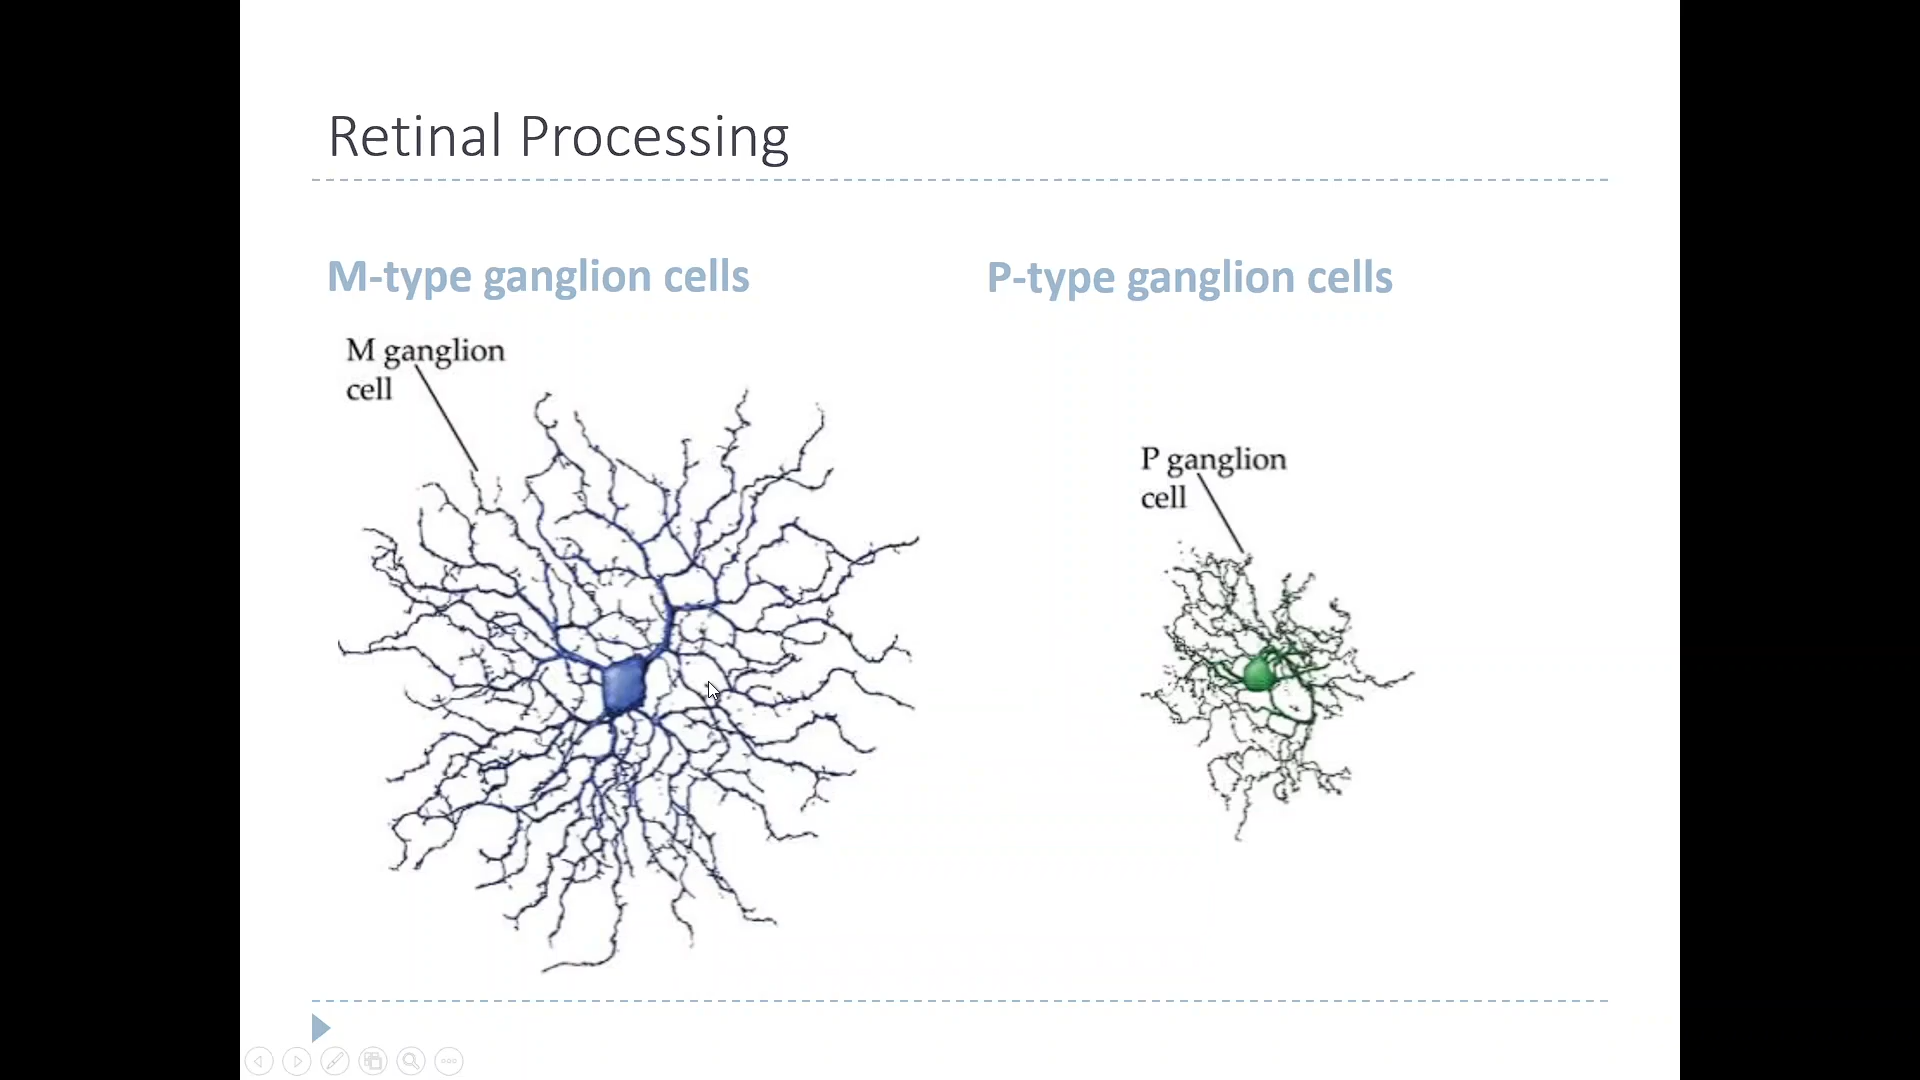 Retinal Processing
M-type ganglion cells
P-type ganglion cells
M ganglion
cell
P ganglion
cell